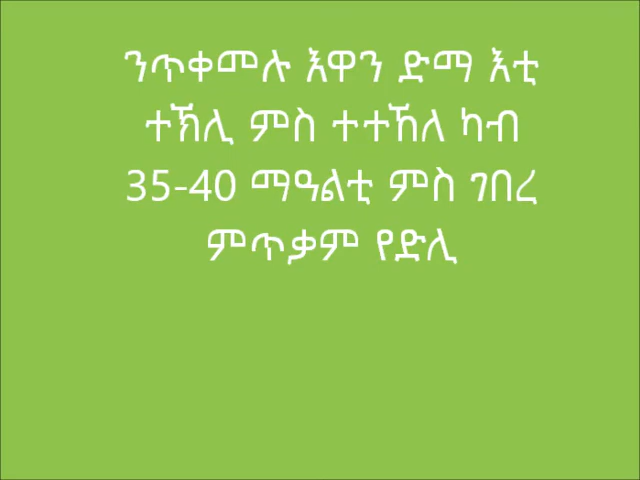 ንጥቀመሉ እዋን ድማ እቲ
ተኽሊ ምስ ተተኸለ ካብ
35-40 ማዓልቲ ምስ ገበረ
ምጥቃም የድሊ